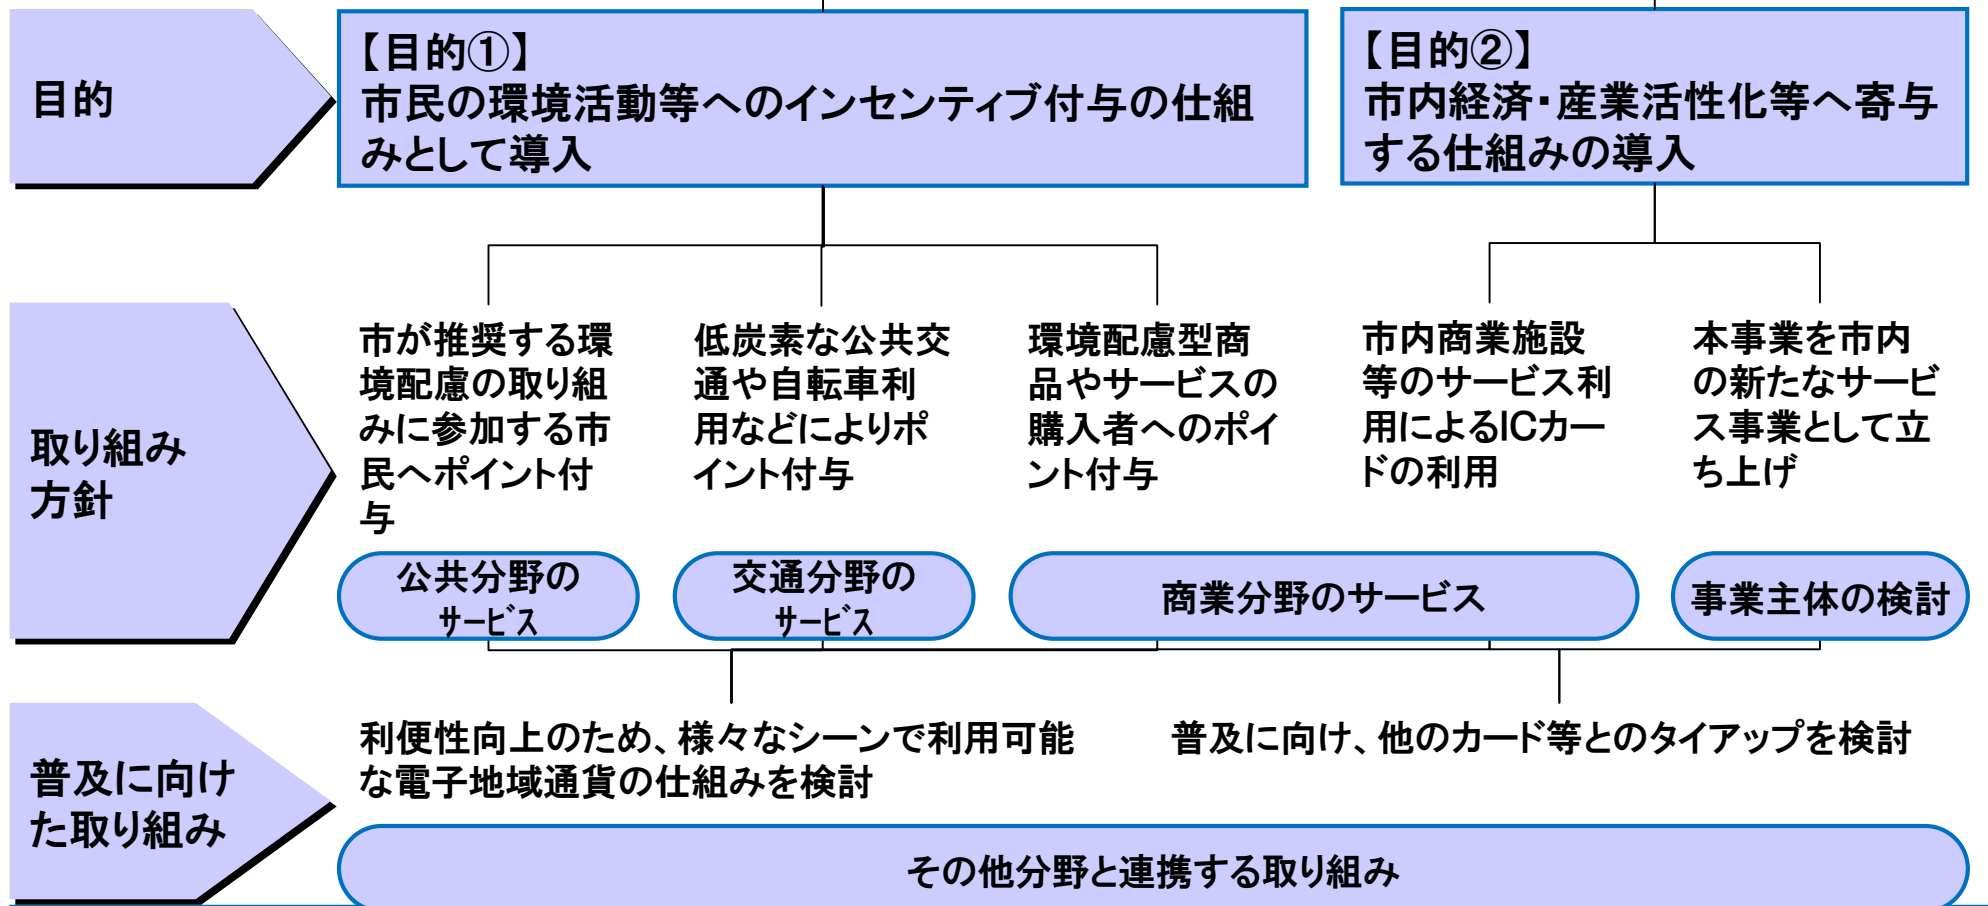 目的
【目的①】
市民の環境活動等へのインセンティブ付与の仕組
みとして導入
【目的②】
市内経済・産業活性化等へ寄与
する仕組みの導入
取り組み
方針
市が推奨する環
境配慮の取り組
みに参加する市
民へポイント付
与
低炭素な公共交
通や自転車利
用などによりポ
イント付与
環境配慮型商
品やサービスの
購入者へのポイ
ント付与
市内商業施設
等のサービス利
用によるICカー
ドの利用
本事業を市内
の新たなサービ
ス事業として立
ち上げ
公共分野の
ｻｰﾋﾞｽ
交通分野の
ｻｰﾋﾞｽ
商業分野のサービス
事業主体の検討
普及に向け
た取り組み
利便性向上のため、様々なシーンで利用可能
な電子地域通貨の仕組みを検討
普及に向け、他のカード等とのタイアップを検討
その他分野と連携する取り組み